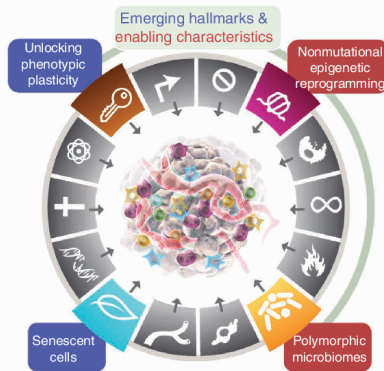 Emerging hallmarks &
enabling characteristics
Unlocking
phenotypic
plasticity
Nonmutational
epigenetic
reprogramming
Senescent
cells
Polymorphic
microbiomes